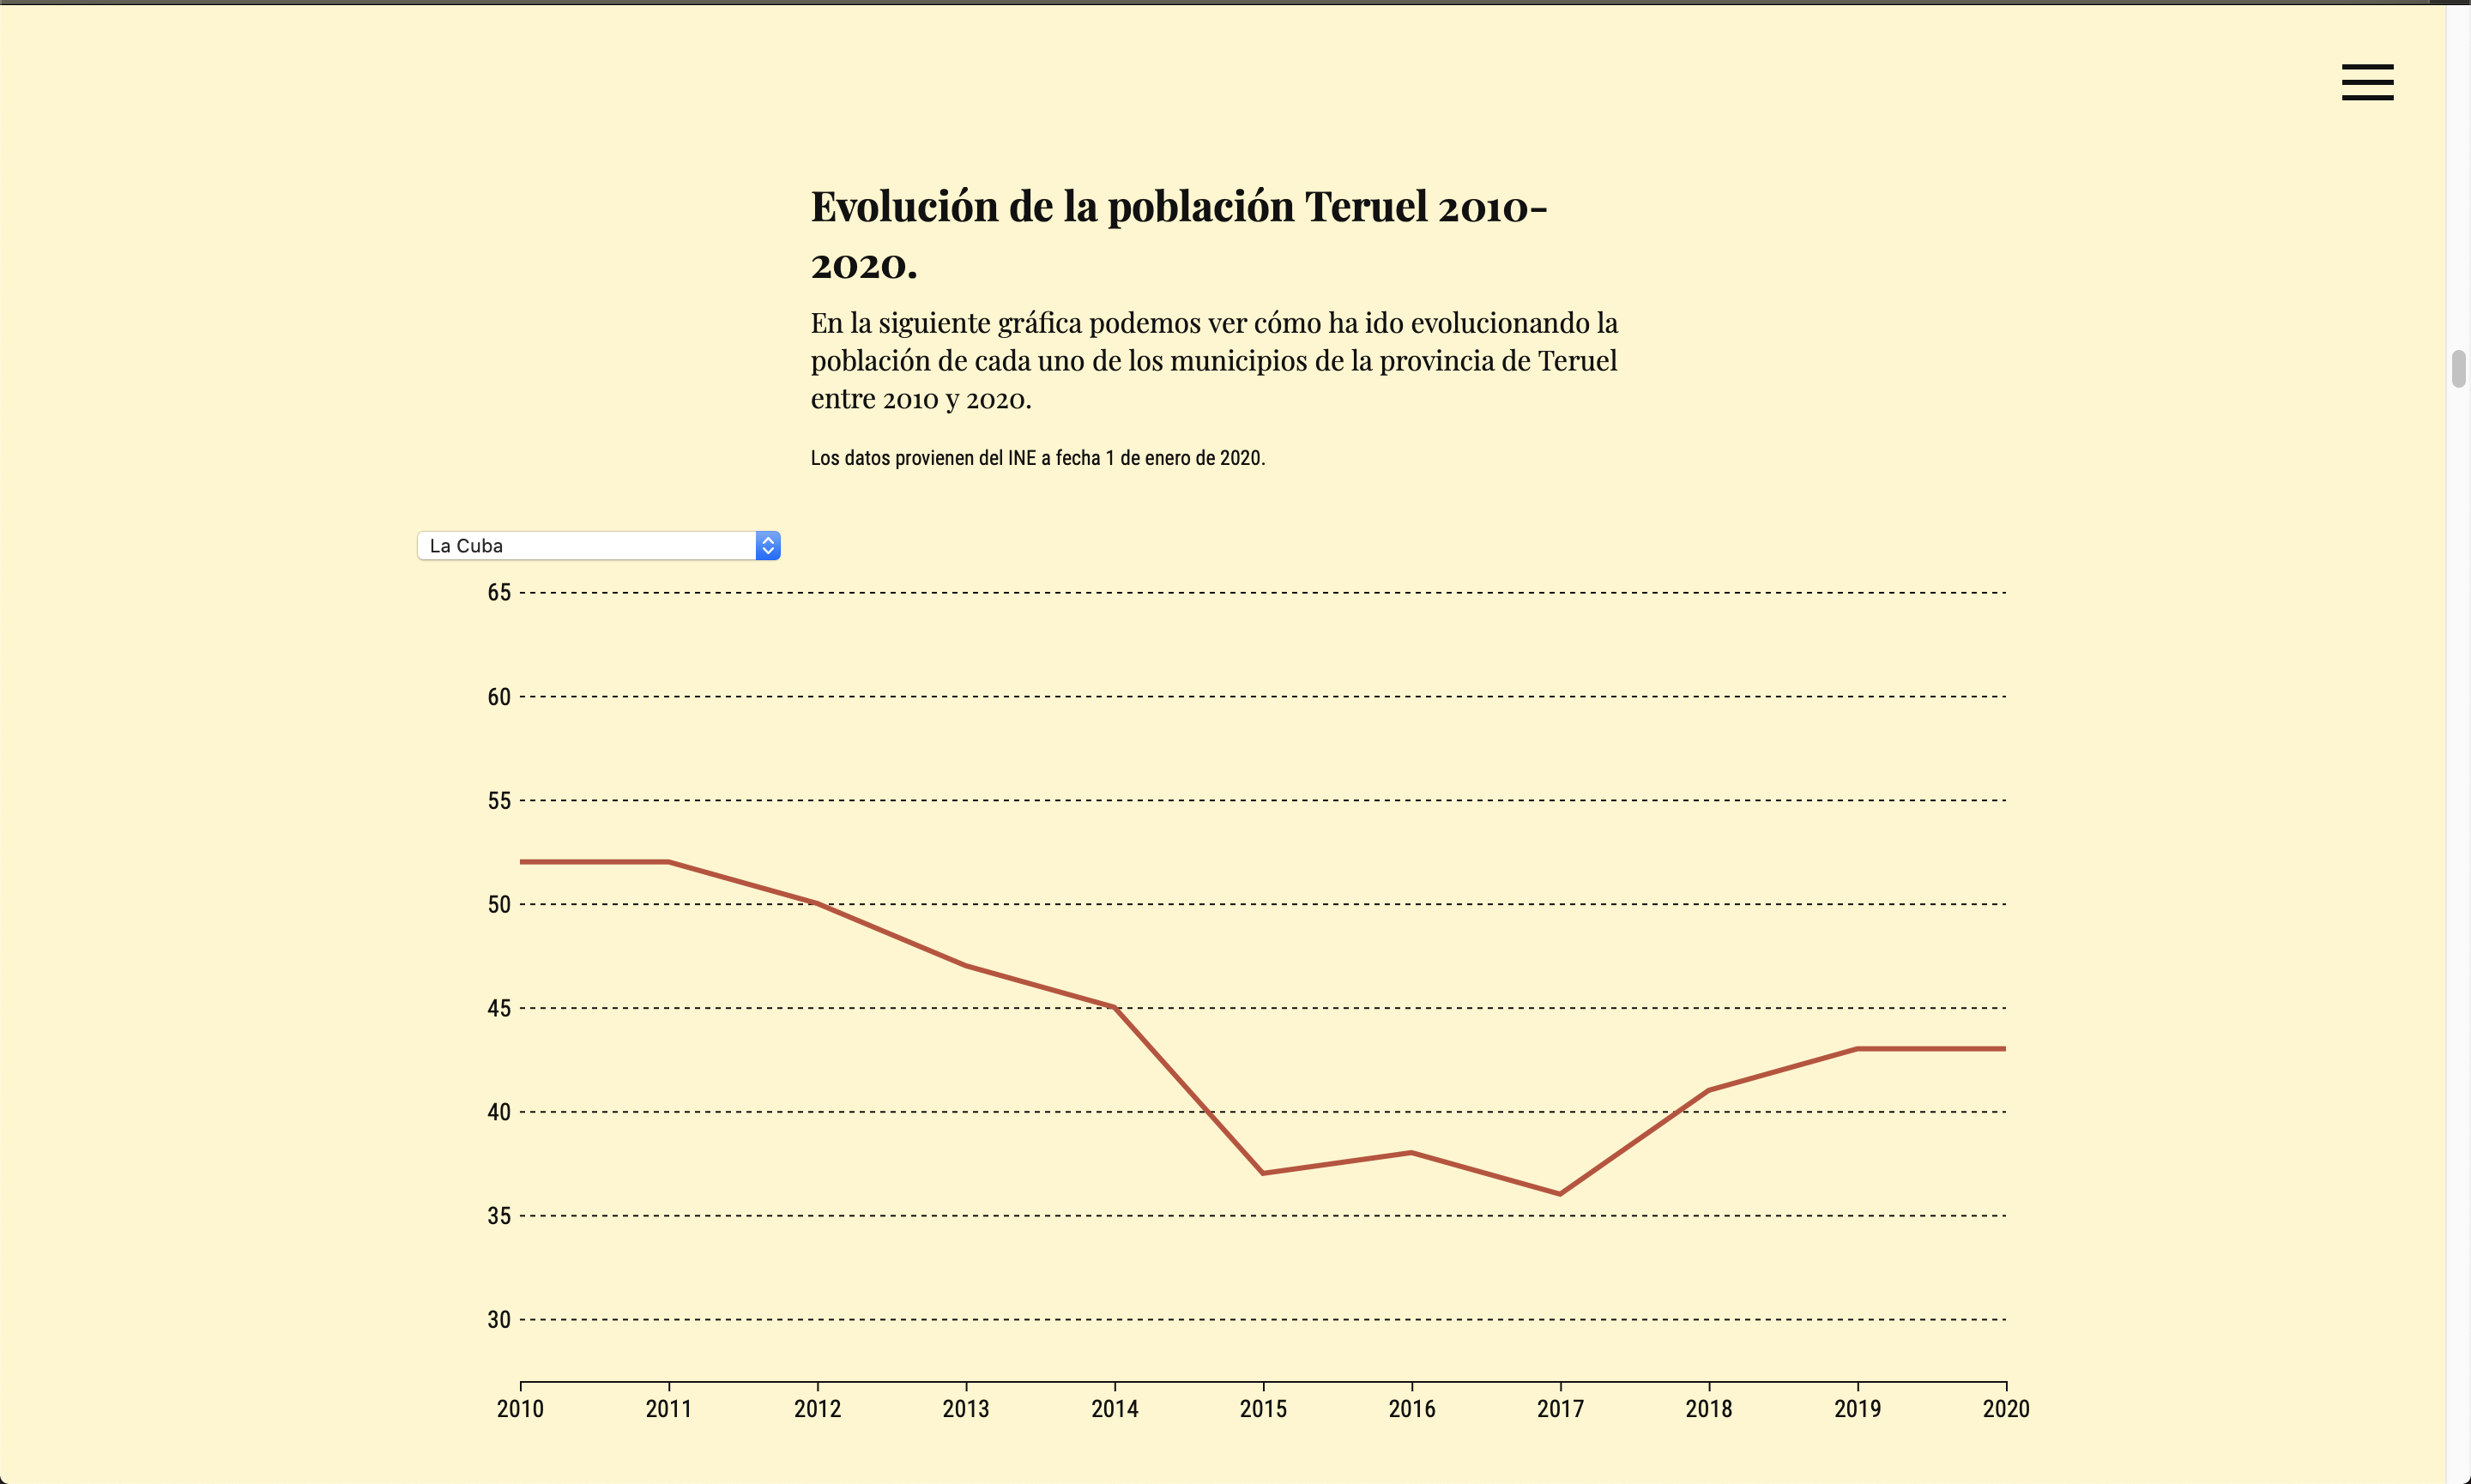 Evolución de la población Teruel 2010-
2020.
En la siguiente gráfica podemos ver cómo ha ido evolucionando la
población de cada uno de los municipios de la provincia de Teruel
entre 2010 y 2020.
Los datos provienen del INE a fecha 1 de enero de 2020.
La Cuba
65
60
55
50
45
40
35
30
2010 2011 2012 2013 2014 2015 2016 2017 2018 2019 2020